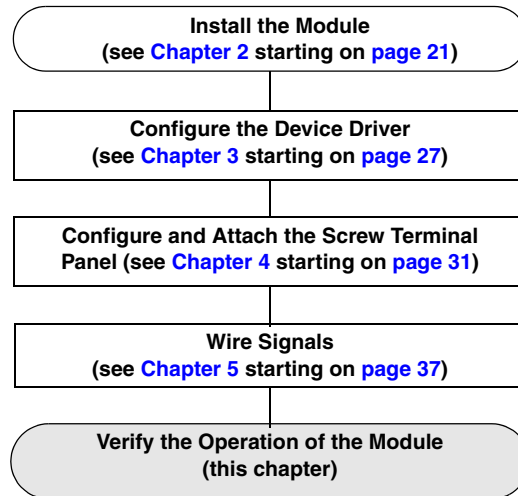 Install the Module
(see Chapter 2 starting on page 21)
Configure the Device Driver
(see Chapter 3 starting on page 27)
Configure and Attach the Screw Terminal
Panel (see Chapter 4 starting on page 31)
Wire Signals
(see Chapter 5 starting on page 37)
Verify the Operation of the Module
(this chapter)